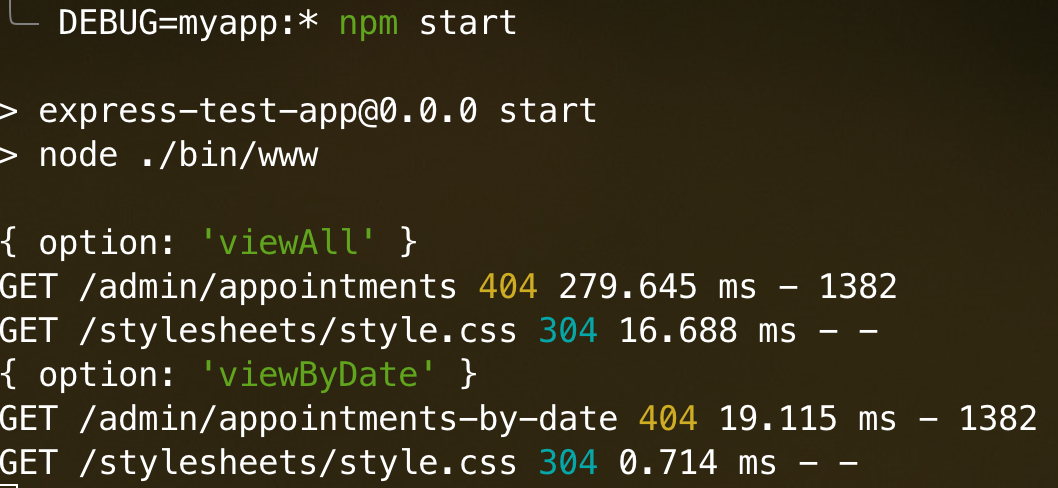 DEBUG=myapp:* npm start
> express-test-app@0.0.0 start
> node ./bin/www
{ option: 'viewAll' }
GET /admin/appointments 404 279.645 ms - 1382
GET /stylesheets/style.css 304 16.688 ms - -
{ option: 'viewByDate' }
GET /admin/appointments-by-date 404 19.115 ms - 1382
GET /stylesheets/style.css 304 0.714 ms - -